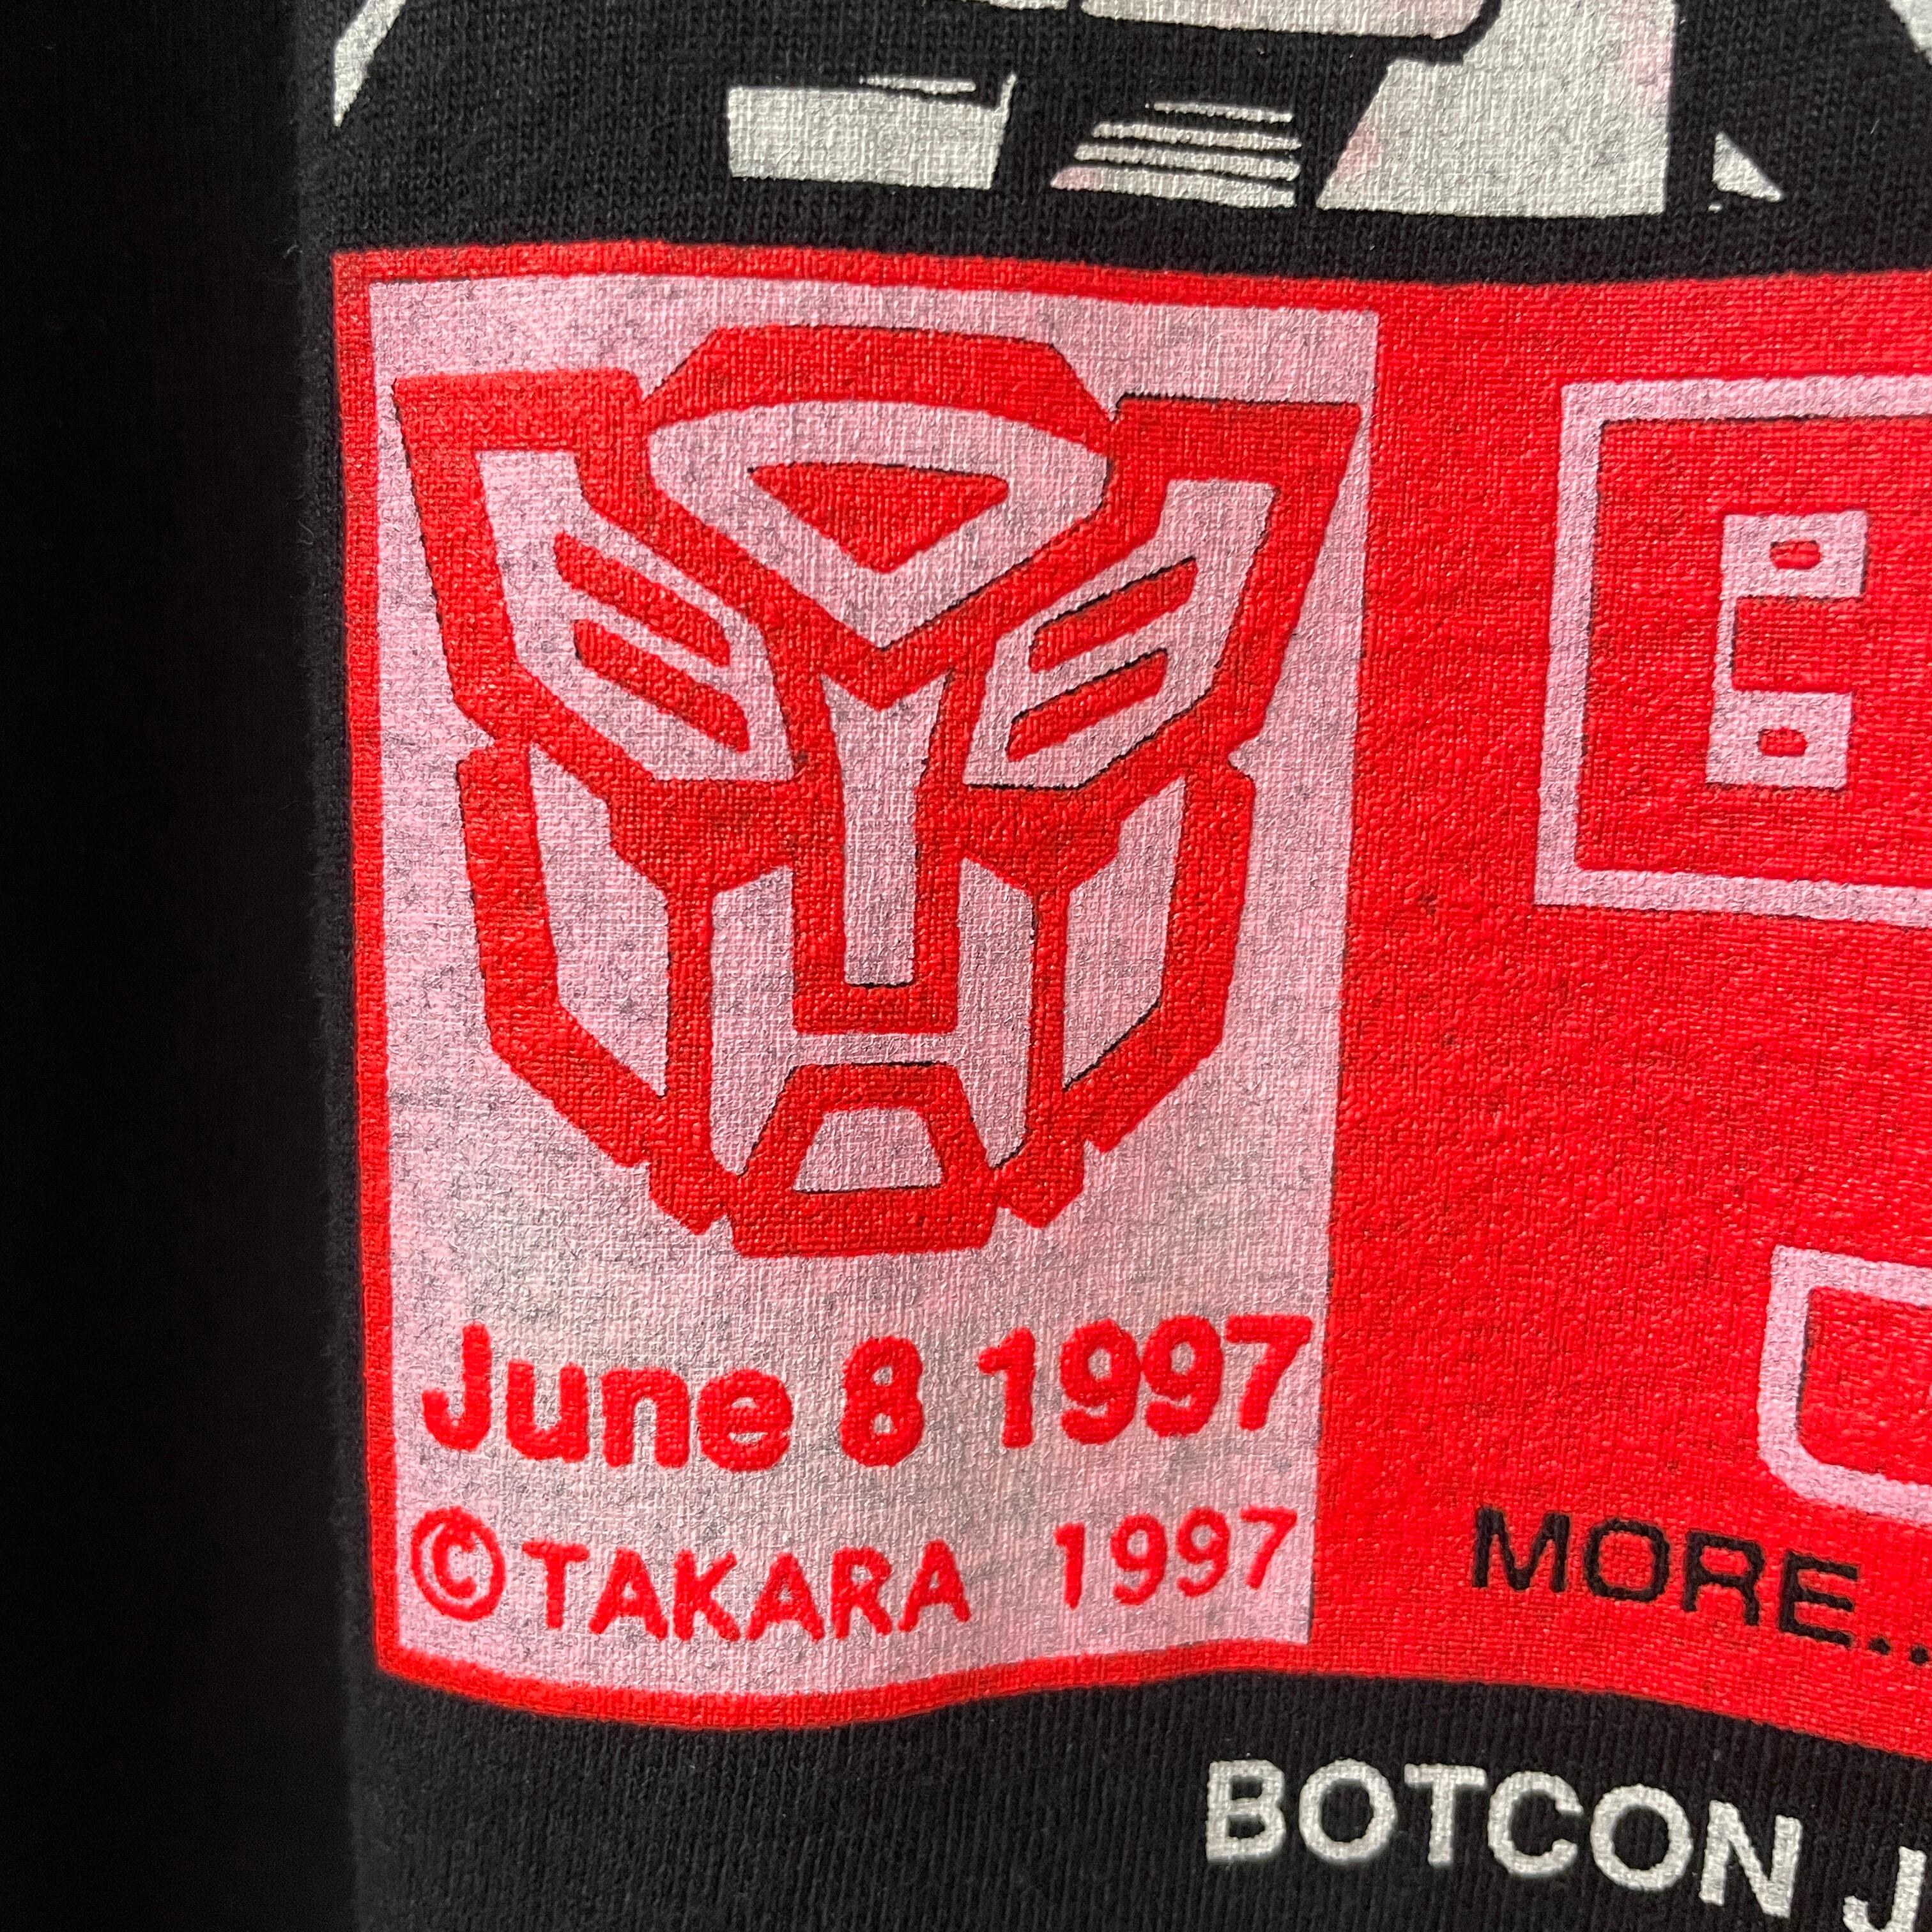 June 8 1997
©TAKARA 1997
MORE..
BOTCON J